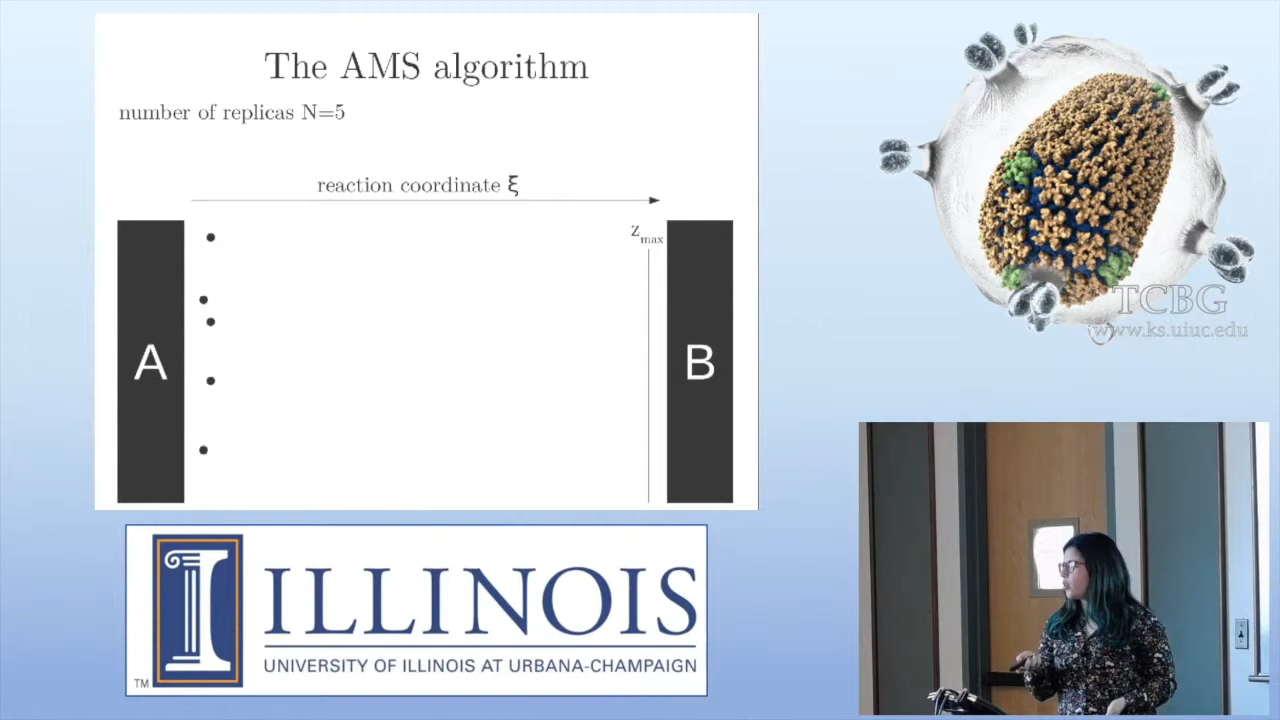 The AMS algorithm
number of replicas N=5
reaction coordinate ξ
z_max
A
B
TCBG
www.ks.uiuc.edu
I ILLINOIS
UNIVERSITY OF ILLINOIS AT URBANA-CHAMPAIGN
TM